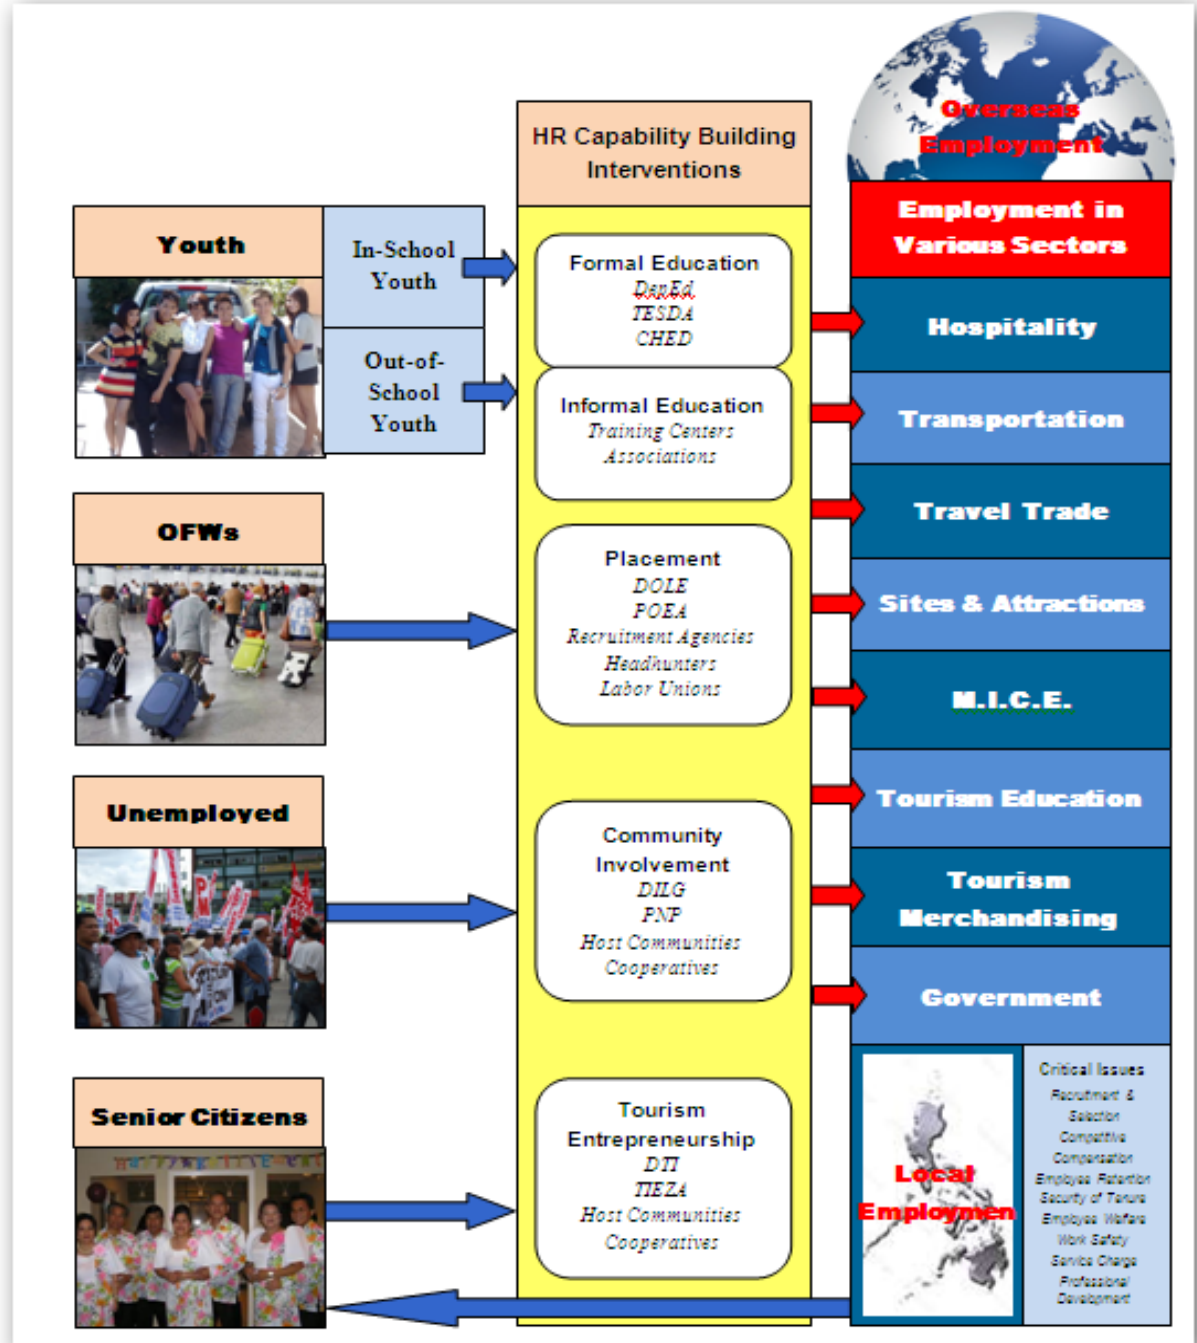 Overseas
Employment
HR Capability Building
Interventions
Employment in
Various Sectors
Youth
In-School
Youth
Out-of-
School
Youth
Formal Education
DepEd
TESDA
CHED
Informal Education
Training Centers
Associations
Hospitality
Transportation
Travel Trade
OFWs
Placement
DOLE
POEA
Recruitment Agencies
Headhunters
Labor Unions
Sites & Attractions
M.I.C.E.
Unemployed
Community
Involvement
DILG
PNP
Host Communities
Cooperatives
Tourism Education
Tourism
Merchandising
Government
Senior Citizens
Tourism
Entrepreneurship
DTI
TIEZA
Host Communities
Cooperatives
Local
Employmen
Critical Issues
Recruitment &
Selection
Competitive
Compensation
Employee Retention
Security of Tenure
Employee Welfare
Work Safety
Service Charge
Professional
Development